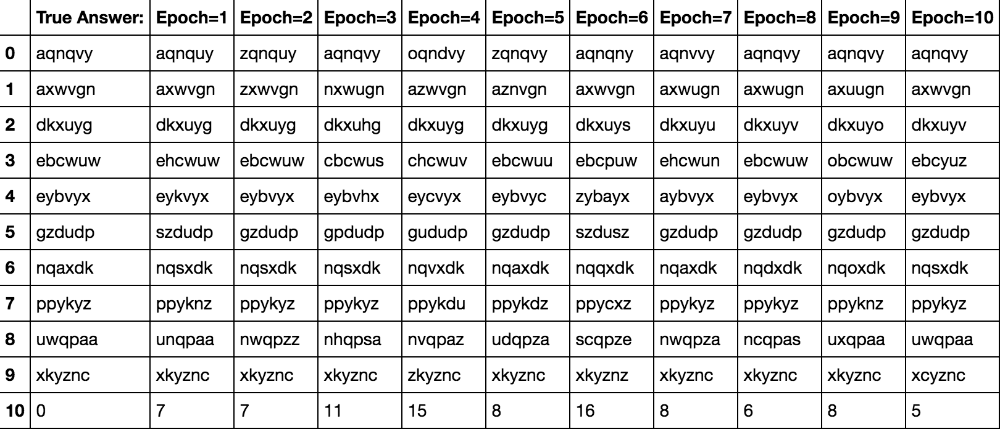 True Answer: Epoch=1 Epoch=2 Epoch=3 Epoch=4 Epoch=5 Epoch=6 Epoch=7 Epoch=8 Epoch=9 Epoch=10
0 aqnqvy aqnquy zqnquy aqnqvy oqndvy zqnqvy aqnqny aqnvvy aqnqvy aqnqvy aqnqvy
1 axwvgn axwvgn zxwvgn nxwugn azwvgn aznvgn axwvgn axwugn axwugn axuugn axwvgn
2 dkxuyg dkxuyg dkxuyg dkxuhg dkxuyg dkxuyg dkxuys dkxuyu dkxuyv dkxuyo dkxuyv
3 ebcwuw ehcwuw ebcwuw cbcwus chcwuv ebcwuu ebcpuw ehcwun ebcwuw obcwuw ebcyuz
4 eybvyx eykvyx eybvyx eybvhx eycvyx eybvyc zybayx aybvyx eybvyx oybvyx eybvyx
5 gzdudp szdudp gzdudp gpdudp gududp gzdudp szdusz gzdudp gzdudp gzdudp gzdudp
6 nqaxdk nqsxdk nqsxdk nqsxdk nqvxdk nqaxdk nqqxdk nqaxdk nqdxdk nqoxdk nqsxdk
7 ppykyz ppyknz ppykyz ppykyz ppykdu ppykdz ppycxz ppykyz ppykyz ppyknz ppykyz
8 uwqpaa unqpaa nwqpzz nhqpsa nvqpaz udqpza scqpze nwqpza ncqpas uxqpaa uwqpaa
9 xkyznc xkyznc xkyznc xkyznc zkyznc xkyznc xkyznz xkyznc xkyznc xkyznc xcyznc
10 0 7 7 11 15 8 16 8 6 8 5